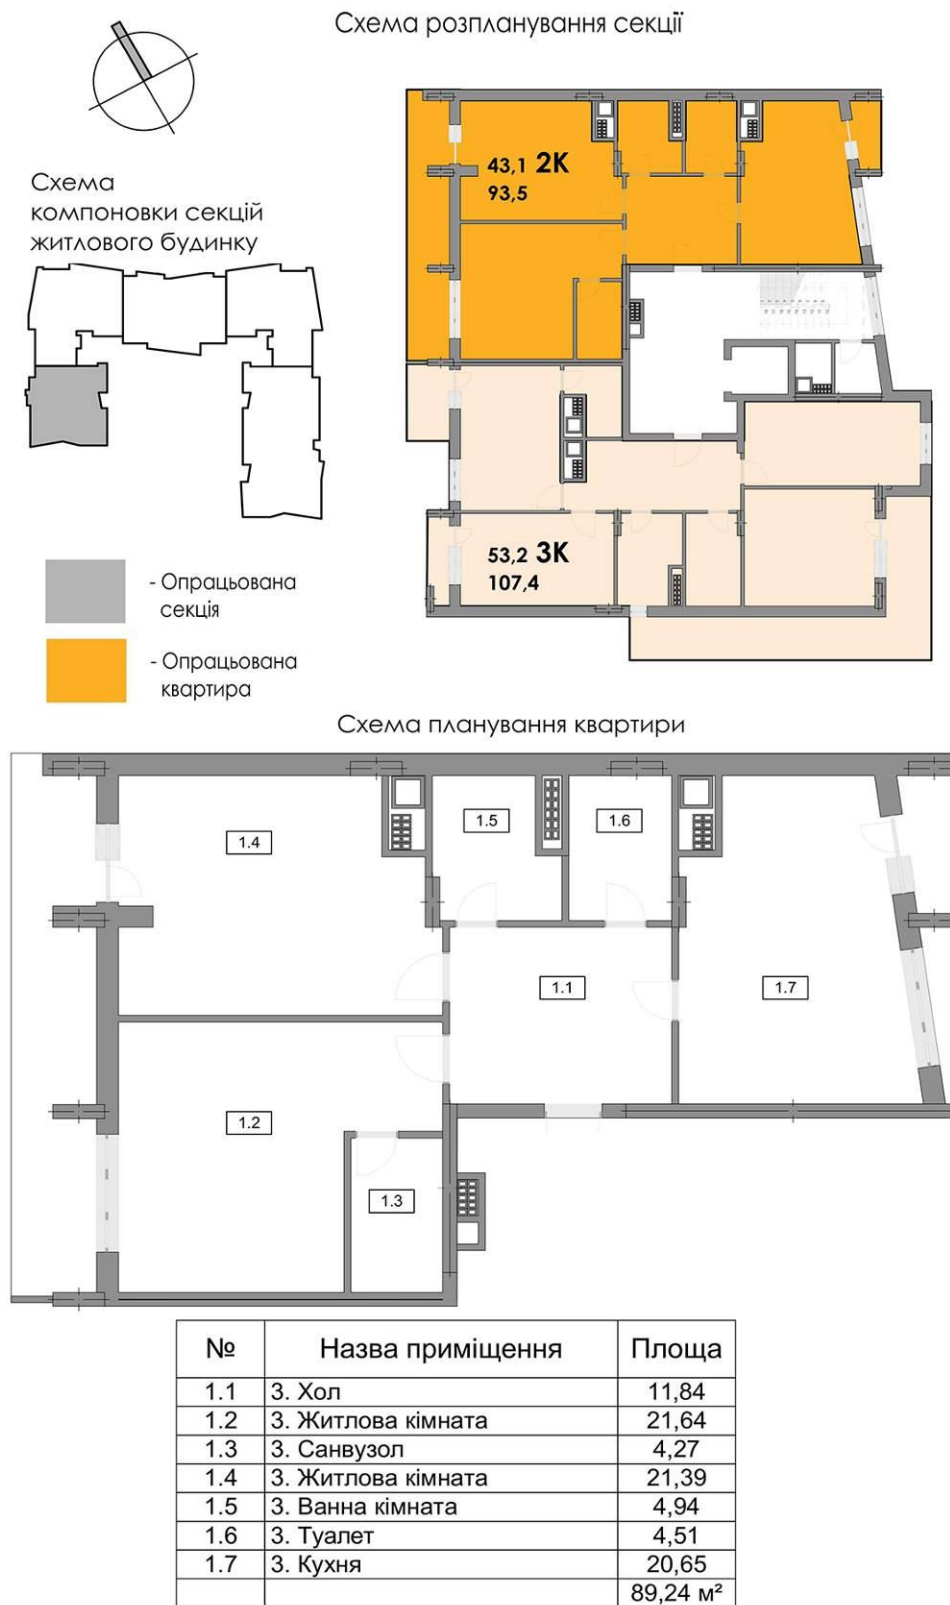 Схема розпланування секції
Схема
компоновки секцій
житлового будинку
43,1 2К
93,5
53,2 3К
107,4
- Опрацьована
секція
- Опрацьована
квартира
Схема планування квартири
1.4
1.5
1.6
1.1
1.7
1.2
1.3
№ Назва приміщення Площа
1.1 3. Хол 11,84
1.2 3. Житлова кімната 21,64
1.3 3. Санвузол 4,27
1.4 3. Житлова кімната 21,39
1.5 3. Ванна кімната 4,94
1.6 3. Туалет 4,51
1.7 3. Кухня 20,65
89,24 м²